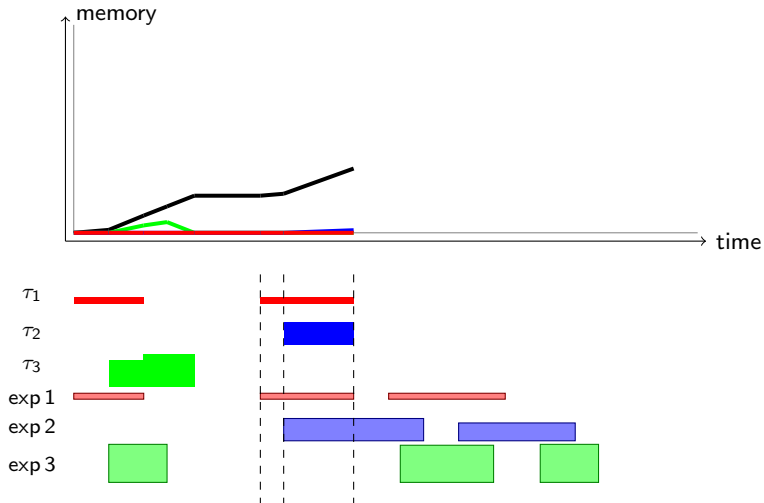 memory
time
τ1
τ2
τ3
exp 1
exp 2
exp 3